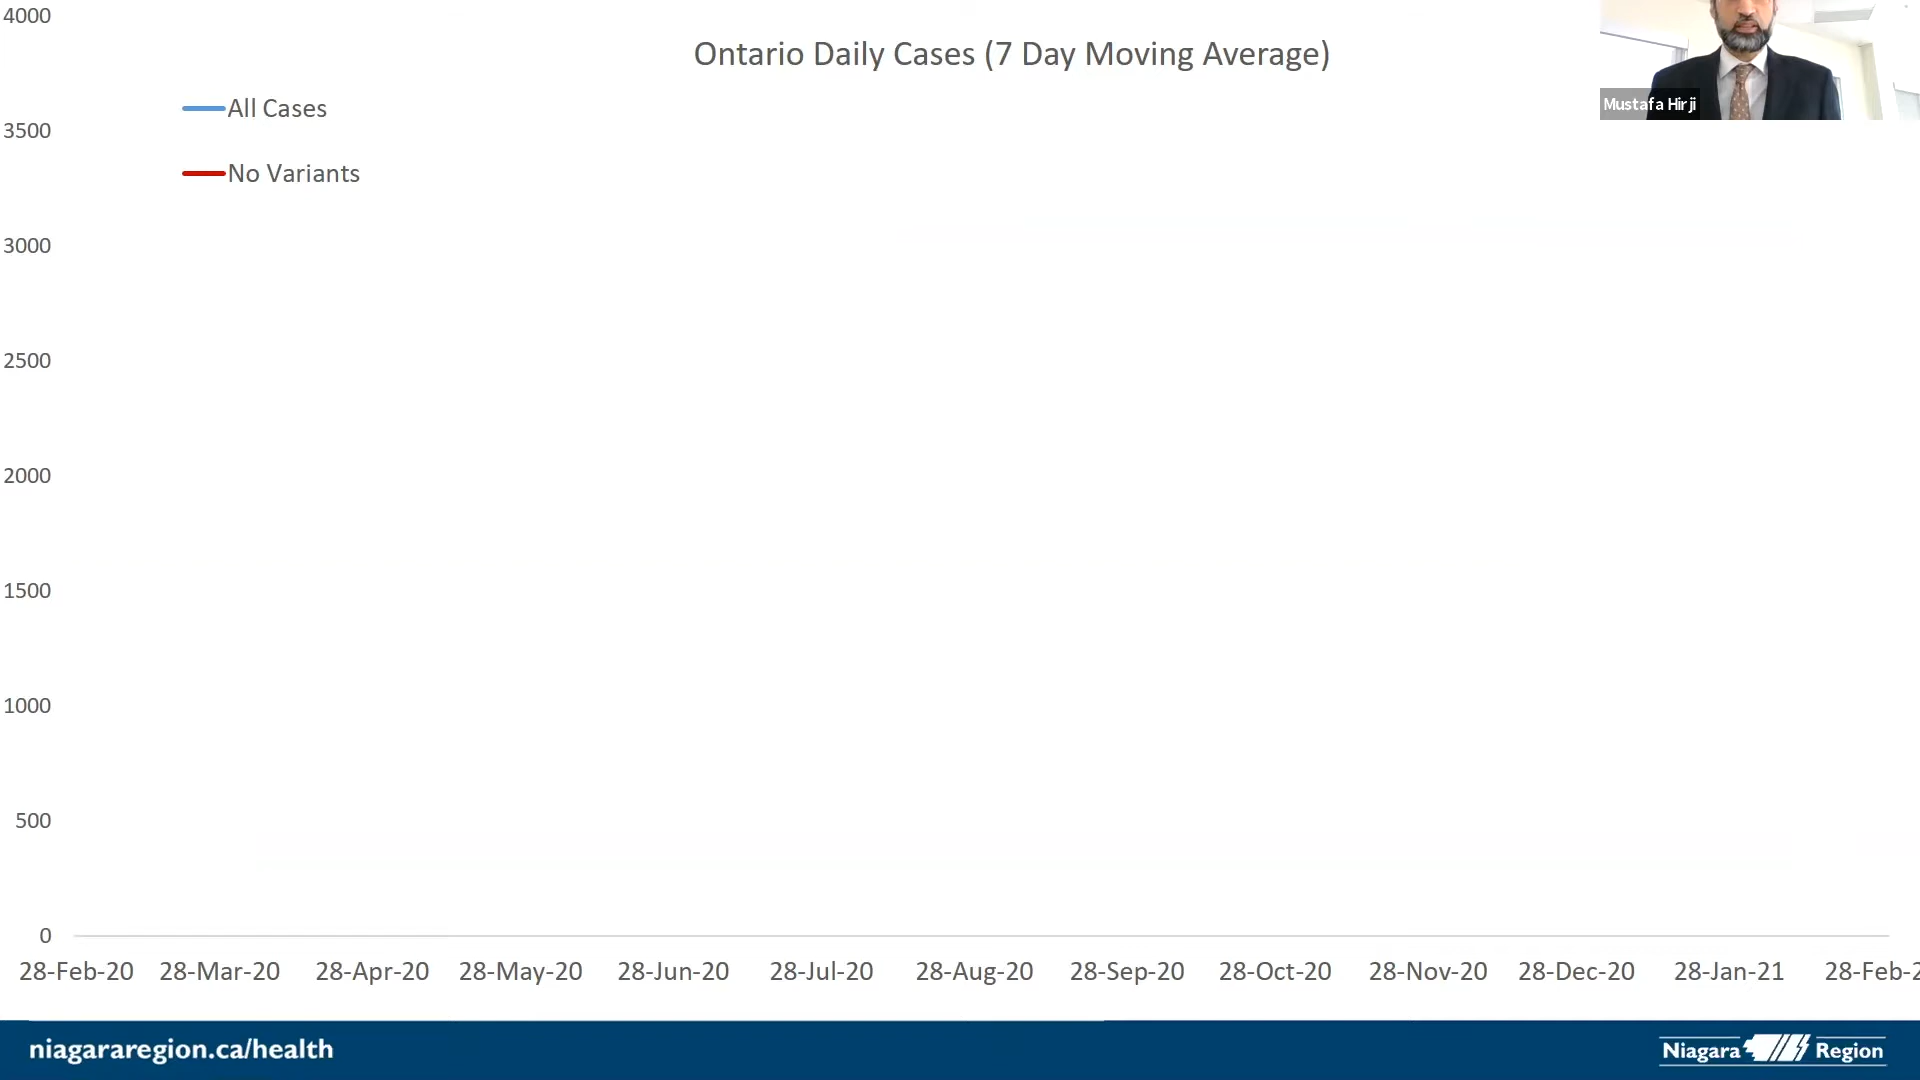 4000
Ontario Daily Cases (7 Day Moving Average)
Mustafa Hirji
All Cases
3500
No Variants
3000
2500
2000
1500
1000
500
0
28-Feb-20 28-Mar-20 28-Apr-20 28-May-20 28-Jun-20 28-Jul-20 28-Aug-20 28-Sep-20 28-Oct-20 28-Nov-20 28-Dec-20 28-Jan-21 28-Feb-2
niagararegion.ca/health
Niagara Region